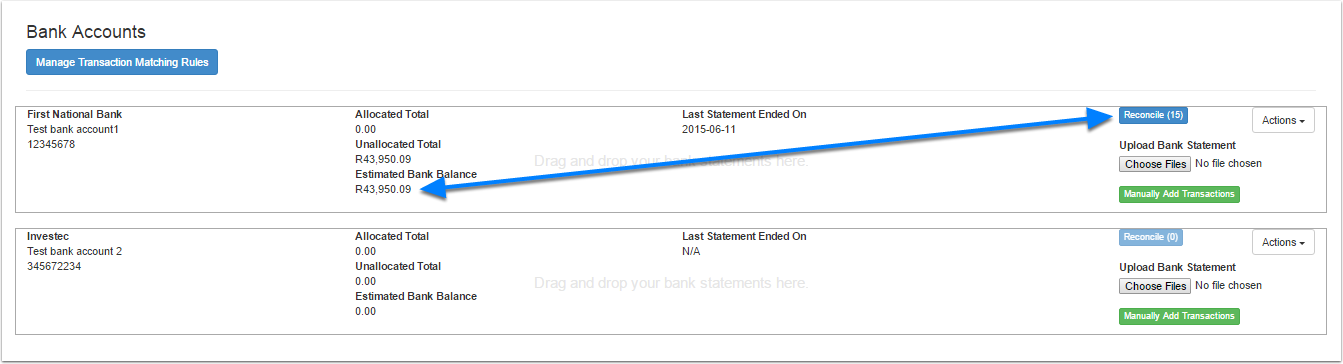 Bank Accounts
Manage Transaction Matching Rules
First National Bank
Test bank account1
12345678
Allocated Total
0.00
Unallocated Total
R43,950.09
Estimated Bank Balance
R43,950.09
Drag and drop your bank statements here.
Last Statement Ended On
2015-06-11
Reconcile (15)
Upload Bank Statement
Choose Files No file chosen
Manually Add Transactions
Actions
Investec
Test bank account 2
345672234
Allocated Total
0.00
Unallocated Total
0.00
Estimated Bank Balance
0.00
Drag and drop your bank statements here.
Last Statement Ended On
N/A
Reconcile (0)
Upload Bank Statement
Choose Files No file chosen
Manually Add Transactions
Actions